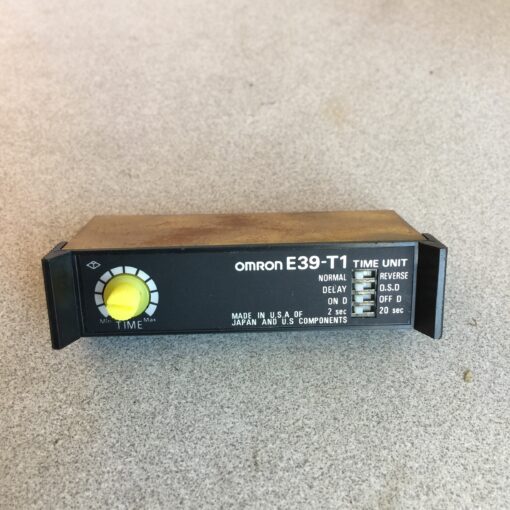 omron E39-T1 TIME UNIT
NORMAL REVERSE
DELAY O.S.D
ON D OFF D
2 sec 20 sec
MADE IN U.S.A OF
JAPAN AND U.S COMPONENTS
Min Max
TIME